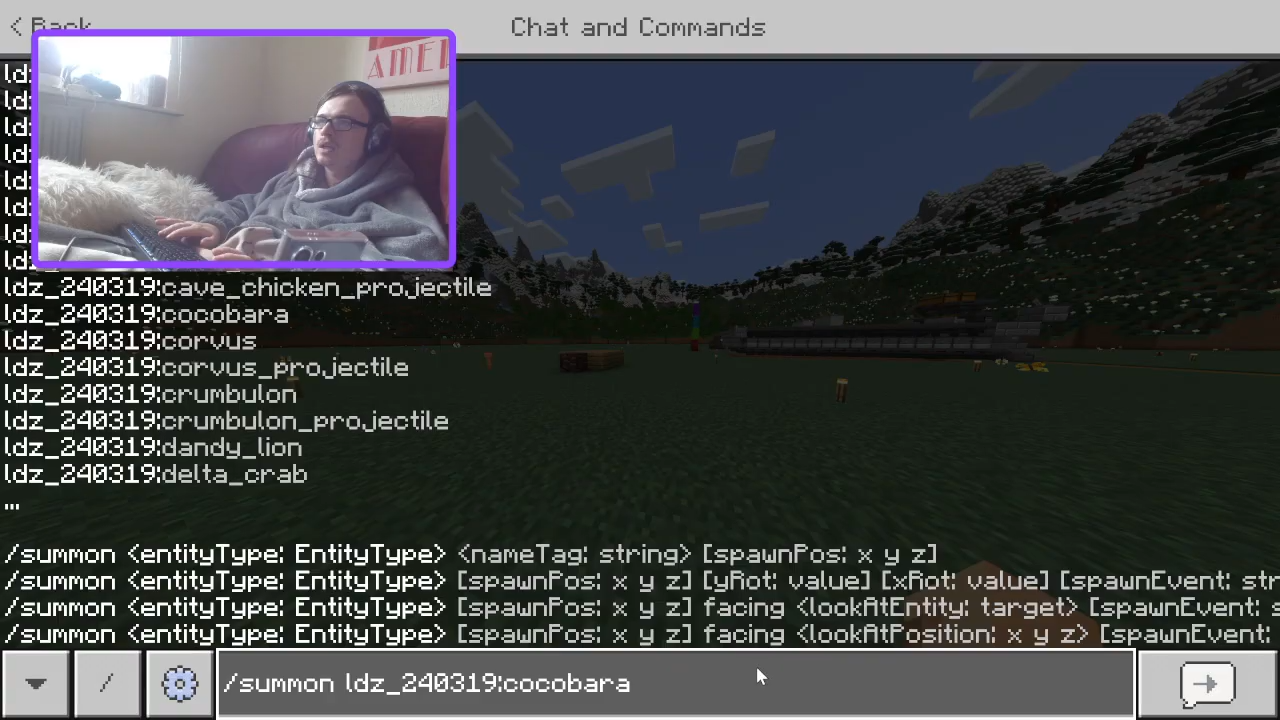 < Back
Chat and Commands
AME
ldz_240319:cave_chicken_projectile
ldz_240319:cocobara
ldz_240319:corvus
ldz_240319:corvus_projectile
ldz_240319:crumbulon
ldz_240319:crumbulon_projectile
ldz_240319:dandy_lion
ldz_240319:delta_crab
...
/summon <entityType: EntityType> <nameTag: string> [spawnPos: x y z]
/summon <entityType: EntityType> [spawnPos: x y z] [yRot: value] [xRot: value] [spawnEvent: str
/summon <entityType: EntityType> [spawnPos: x y z] facing <lookAtEntity: target> [spawnEvent: s
/summon <entityType: EntityType> [spawnPos: x y z] facing <lookAtPosition: x y z> [spawnEvent:
/
/summon ldz_240319:cocobara